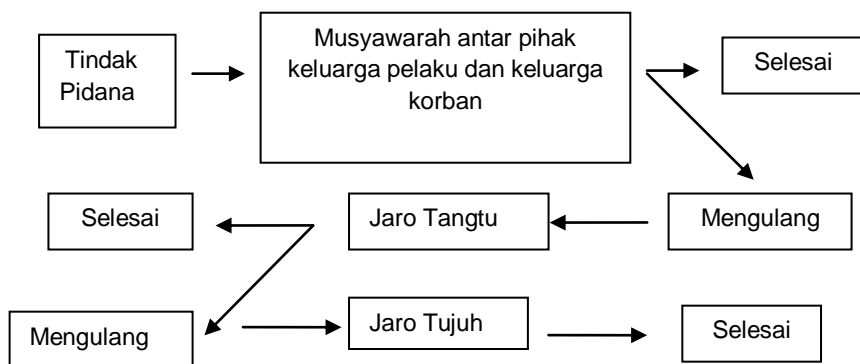 Tindak
Pidana
Musyawarah antar pihak
keluarga pelaku dan keluarga
korban
Selesai
Selesai
Jaro Tangtu
Mengulang
Mengulang
Jaro Tujuh
Selesai